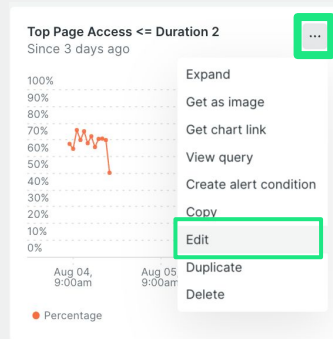 Top Page Access <= Duration 2
...
Since 3 days ago
Expand
Get as image
Get chart link
View query
Create alert condition
Copy
Edit
Duplicate
Delete
100%
90%
80%
70%
60%
50%
40%
30%
20%
10%
0%
Aug 04,
9:00am
Aug 05
9:00am
Percentage